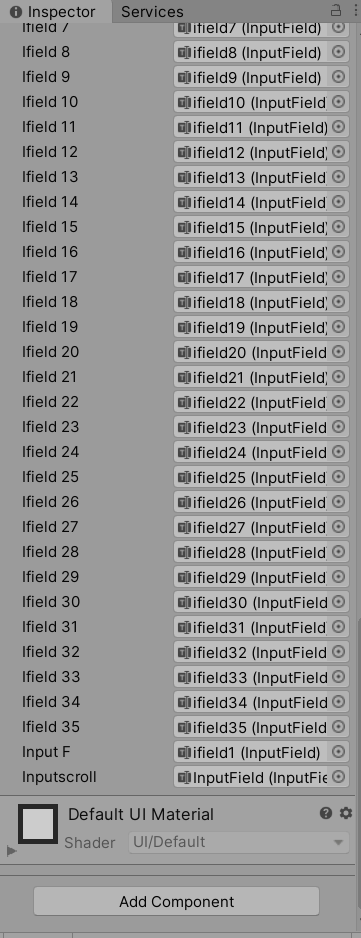 Inspector Services
Ifield 7 ifield7 (InputField)
Ifield 8 ifield8 (InputField)
Ifield 9 ifield9 (InputField)
Ifield 10 ifield10 (InputField
Ifield 11 ifield11 (InputField)
Ifield 12 ifield12 (InputField)
Ifield 13 ifield13 (InputField)
Ifield 14 ifield14 (InputField)
Ifield 15 ifield15 (InputField)
Ifield 16 ifield16 (InputField)
Ifield 17 ifield17 (InputField)
Ifield 18 ifield18 (InputField)
Ifield 19 ifield19 (InputField)
Ifield 20 ifield20 (InputField
Ifield 21 ifield21 (InputField)
Ifield 22 ifield22 (InputField
Ifield 23 ifield23 (InputField
Ifield 24 ifield24 (InputField
Ifield 25 ifield25 (InputField
Ifield 26 ifield26 (InputField
Ifield 27 ifield27 (InputField
Ifield 28 ifield28 (InputField
Ifield 29 ifield29 (InputField
Ifield 30 ifield30 (InputField
Ifield 31 ifield31 (InputField
Ifield 32 ifield32 (InputField
Ifield 33 ifield33 (InputField
Ifield 34 ifield34 (InputField
Ifield 35 ifield35 (InputField
Input F ifield1 (InputField)
Inputscroll InputField (InputFie
Default UI Material
Shader UI/Default
Add Component